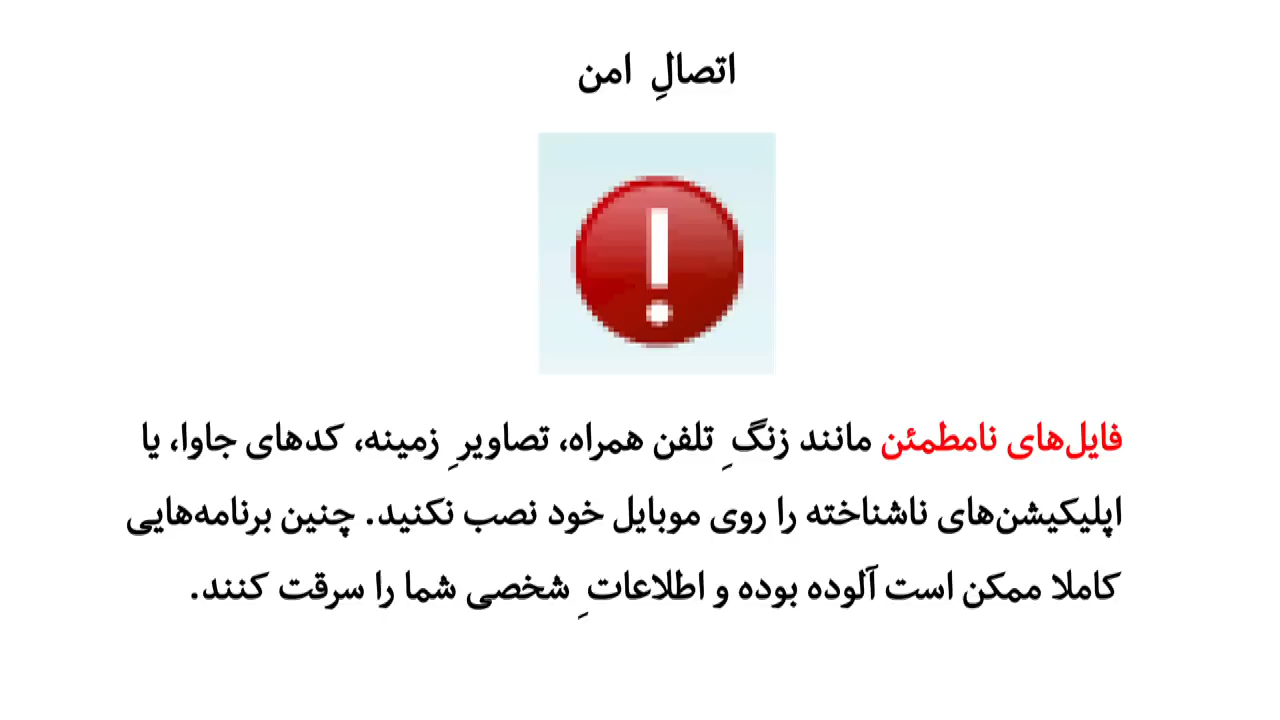 اتصالِ امن
فایل‌های نامطمئن مانند زنگِ تلفن همراه، تصاویرِ زمینه، کدهای جاوا، یا
اپلیکیشن‌های ناشناخته را روی موبایل خود نصب نکنید. چنین برنامه‌هایی
کاملا ممکن است آلوده بوده و اطلاعاتِ شخصی شما را سرقت کنند.